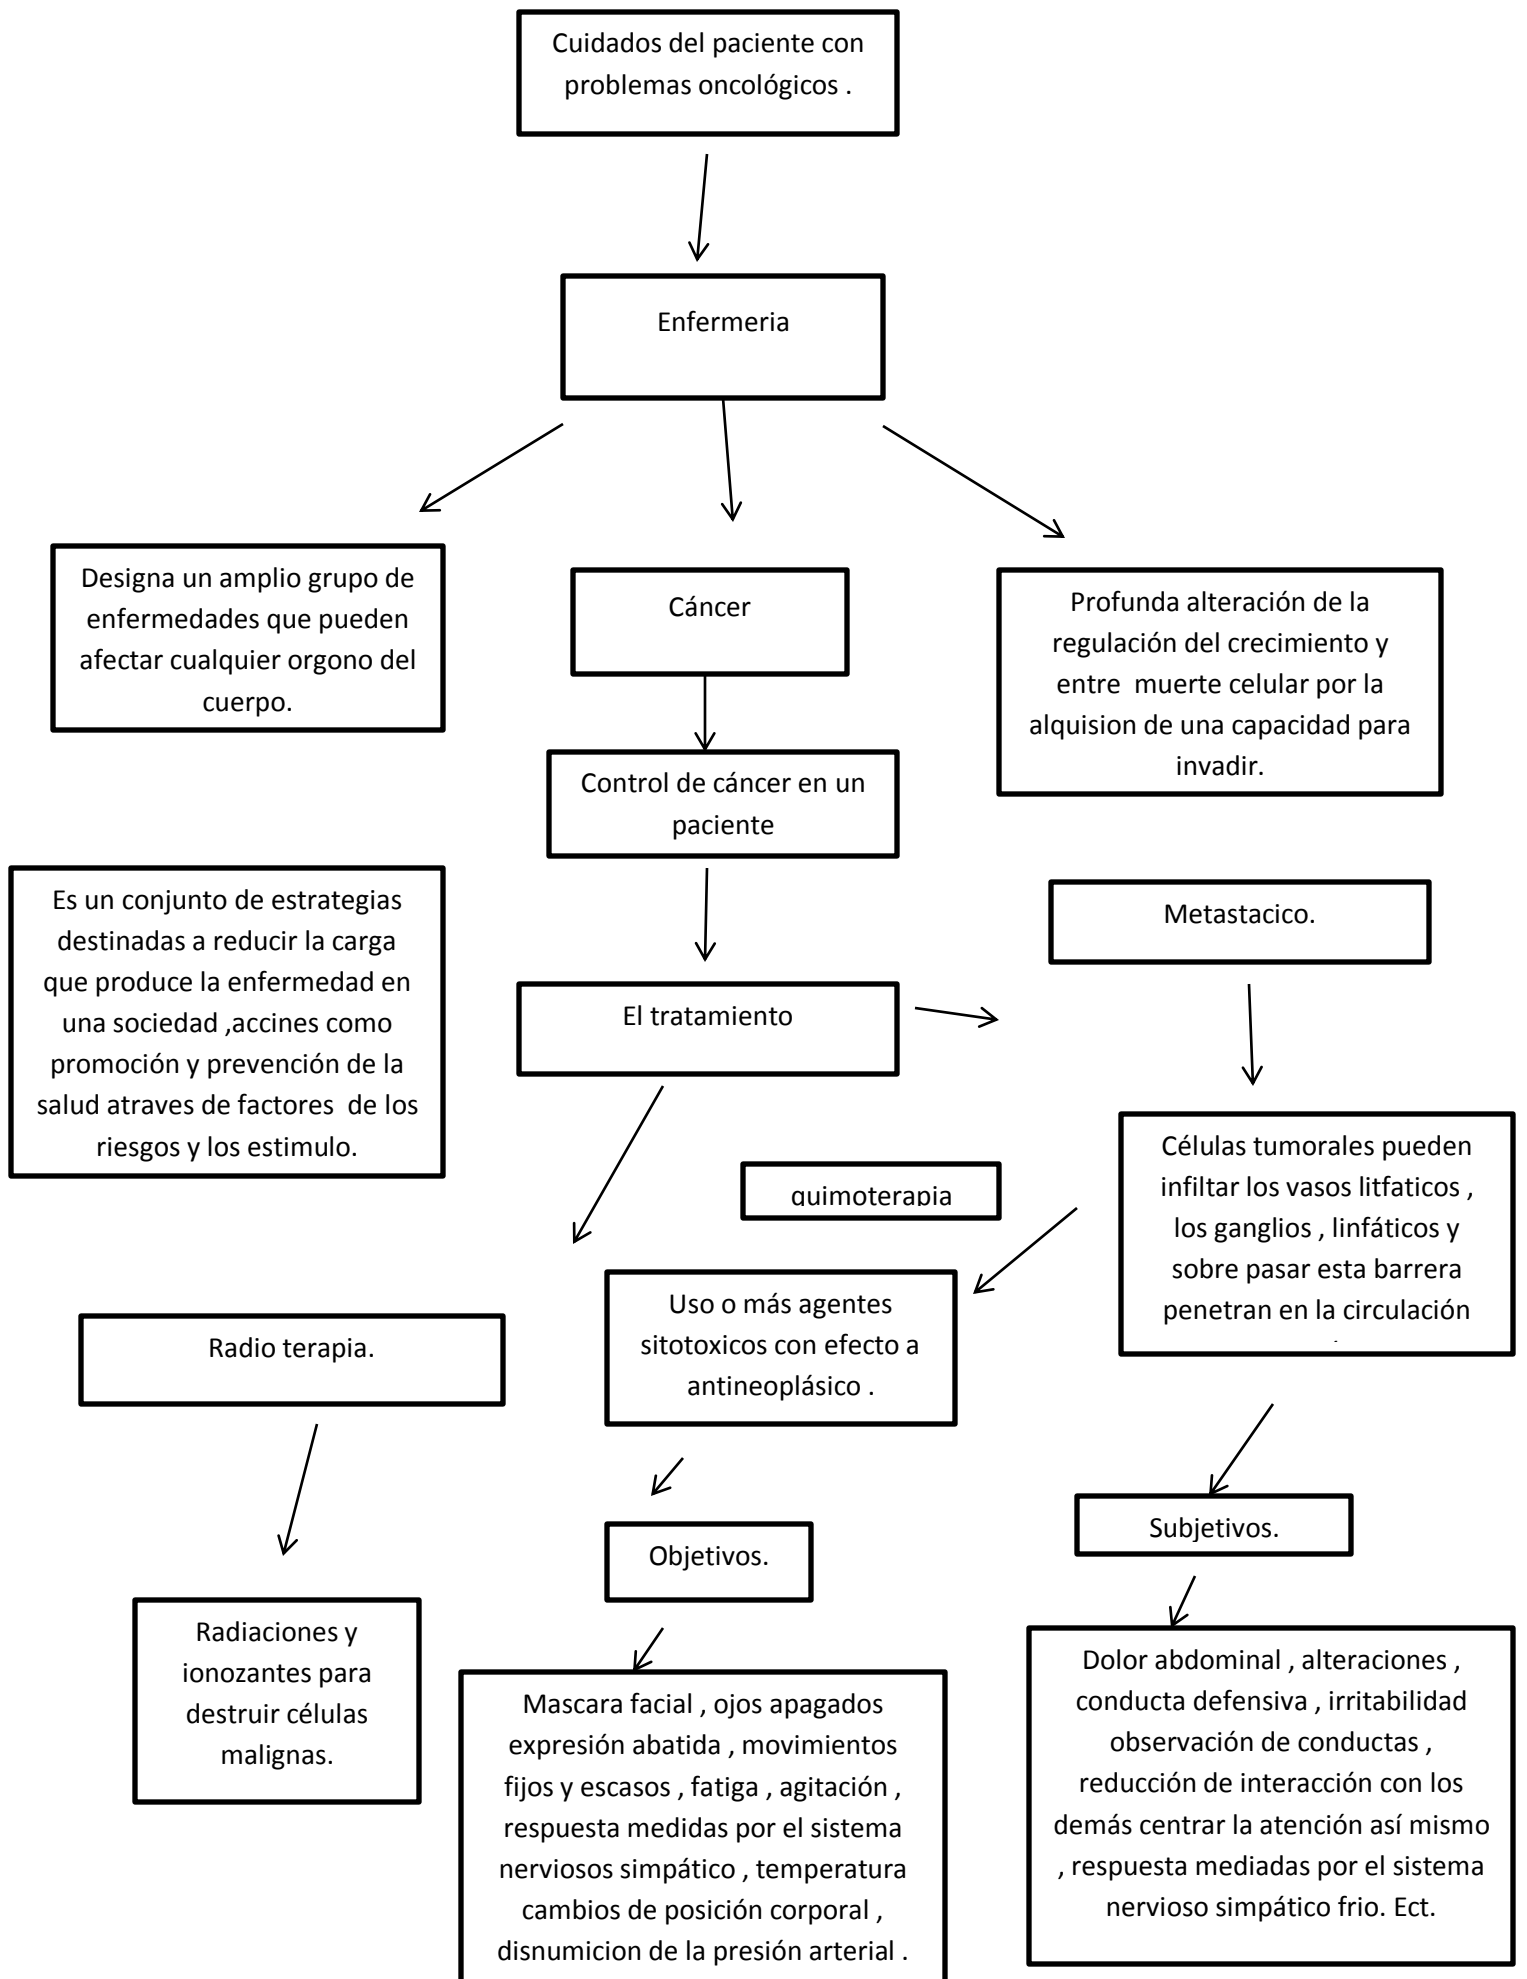 Cuidados del paciente con
problemas oncológicos .
Enfermeria
Designa un amplio grupo de
enfermedades que pueden
afectar cualquier orgono del
cuerpo.
Cáncer
Profunda alteración de la
regulación del crecimiento y
entre  muerte celular por la
alquision de una capacidad para
invadir.
Control de cáncer en un
paciente
Es un conjunto de estrategias
destinadas a reducir la carga
que produce la enfermedad en
una sociedad ,accines como
promoción y prevención de la
salud atraves de factores  de los
riesgos y los estimulo.
Metastacico.
El tratamiento
Células tumorales pueden
infiltar los vasos litfaticos ,
los ganglios , linfáticos y
sobre pasar esta barrera
penetran en la circulación
quimoterapia
Uso o más agentes
sitotoxicos con efecto a
antineoplásico .
Radio terapia.
Objetivos.
Subjetivos.
Radiaciones y
ionozantes para
destruir células
malignas.
Mascara facial , ojos apagados
expresión abatida , movimientos
fijos y escasos , fatiga , agitación ,
respuesta medidas por el sistema
nerviosos simpático , temperatura
cambios de posición corporal ,
disnumicion de la presión arterial .
Dolor abdominal , alteraciones ,
conducta defensiva , irritabilidad
observación de conductas ,
reducción de interacción con los
demás centrar la atención así mismo
, respuesta mediadas por el sistema
nervioso simpático frio. Ect.